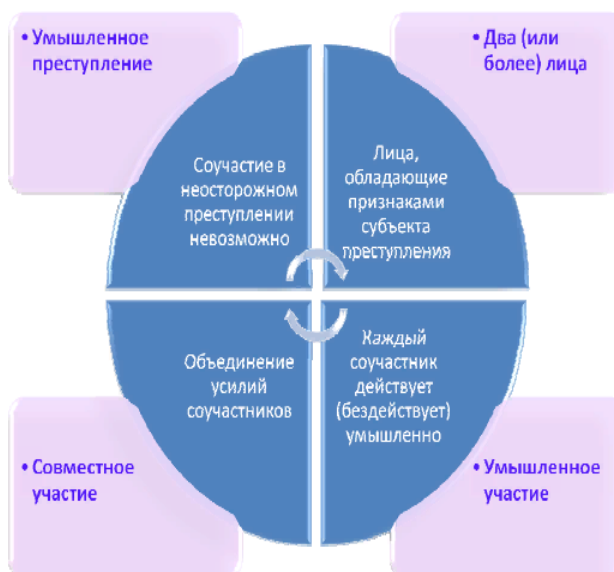 • Умышленное
преступление
• Два (или
более) лица
Соучастие в
неосторожном
преступлении
невозможно
Лица,
обладающие
признаками
субъекта
преступления
Объединение
усилий
соучастников
Каждый
соучастник
действует
(бездействует)
умышленно
• Совместное
участие
• Умышленное
участие